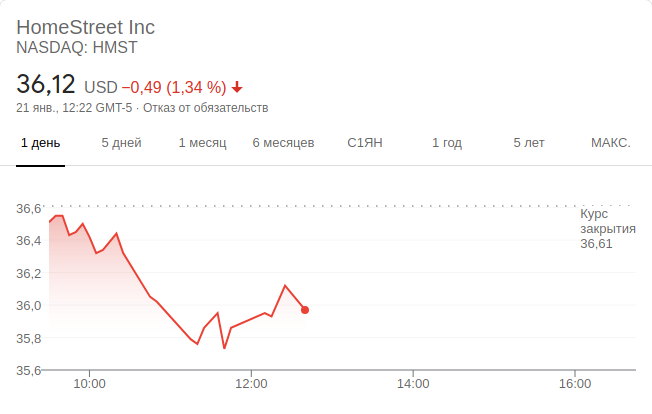 HomeStreet Inc
NASDAQ: HMST
36,12 USD −0,49 (1,34 %)
21 янв., 12:22 GMT-5 · Отказ от обязательств
1 день 5 дней 1 месяц 6 месяцев С1ЯН 1 год 5 лет МАКС.
36,6
Курс
закрытия
36,61
36,4
36,2
36,0
35,8
35,6
10:00 12:00 14:00 16:00